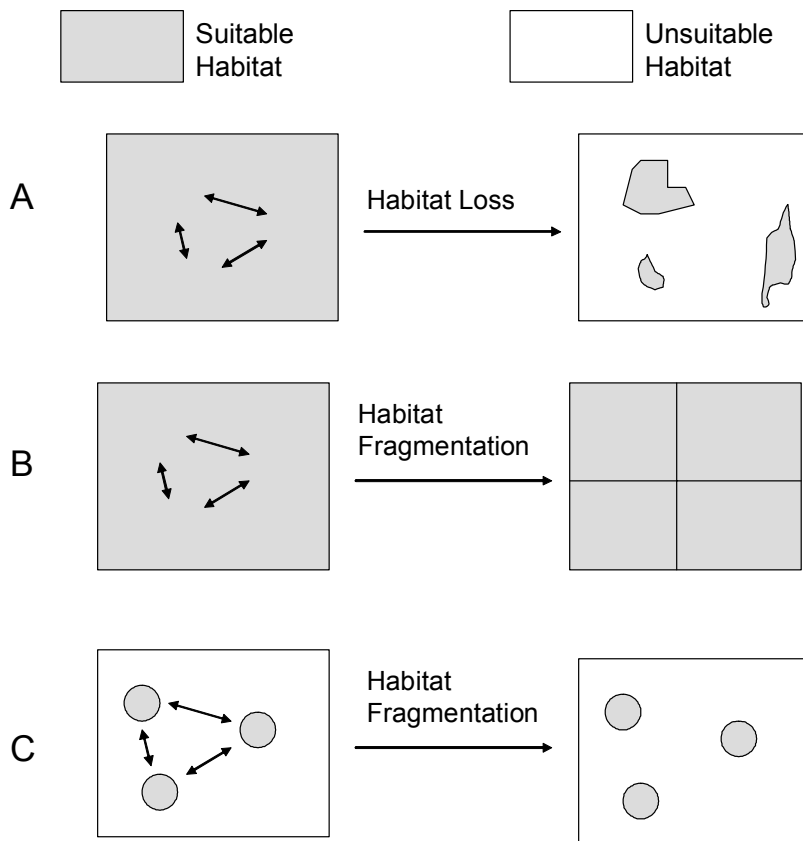 Suitable
Habitat
Unsuitable
Habitat
A
Habitat Loss
B
Habitat
Fragmentation
C
Habitat
Fragmentation